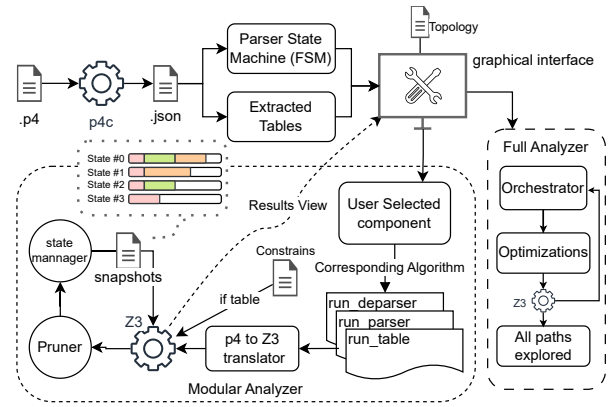 Topology
Parser State
Machine (FSM)
graphical interface
.p4
p4c
.json
Extracted
Tables
State #0
State #1
State #2
State #3
Full Analyzer
Orchestrator
Optimizations
Z3
All paths
explored
Results View
User Selected
component
state
mannager
snapshots
Constrains
Corresponding Algorithm
if table
run_deparser
run_parser
run_table
Z3
Pruner
p4 to Z3
translator
Modular Analyzer